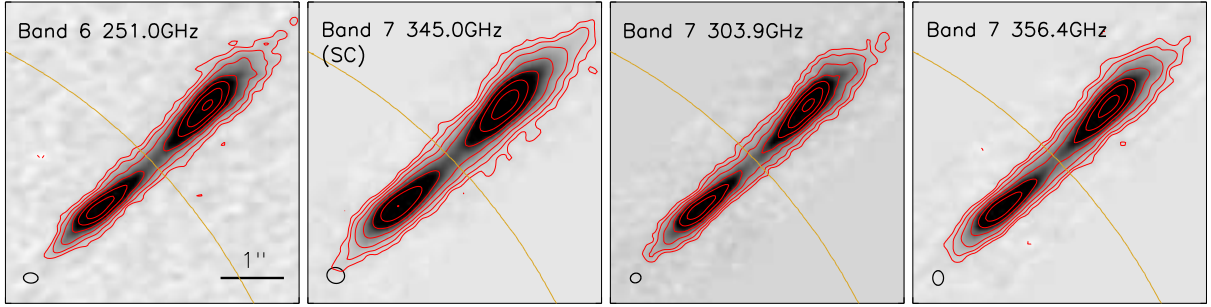 Band 6 251.0GHz
1"
Band 7 345.0GHz
(SC)
Band 7 303.9GHz
Band 7 356.4GHz